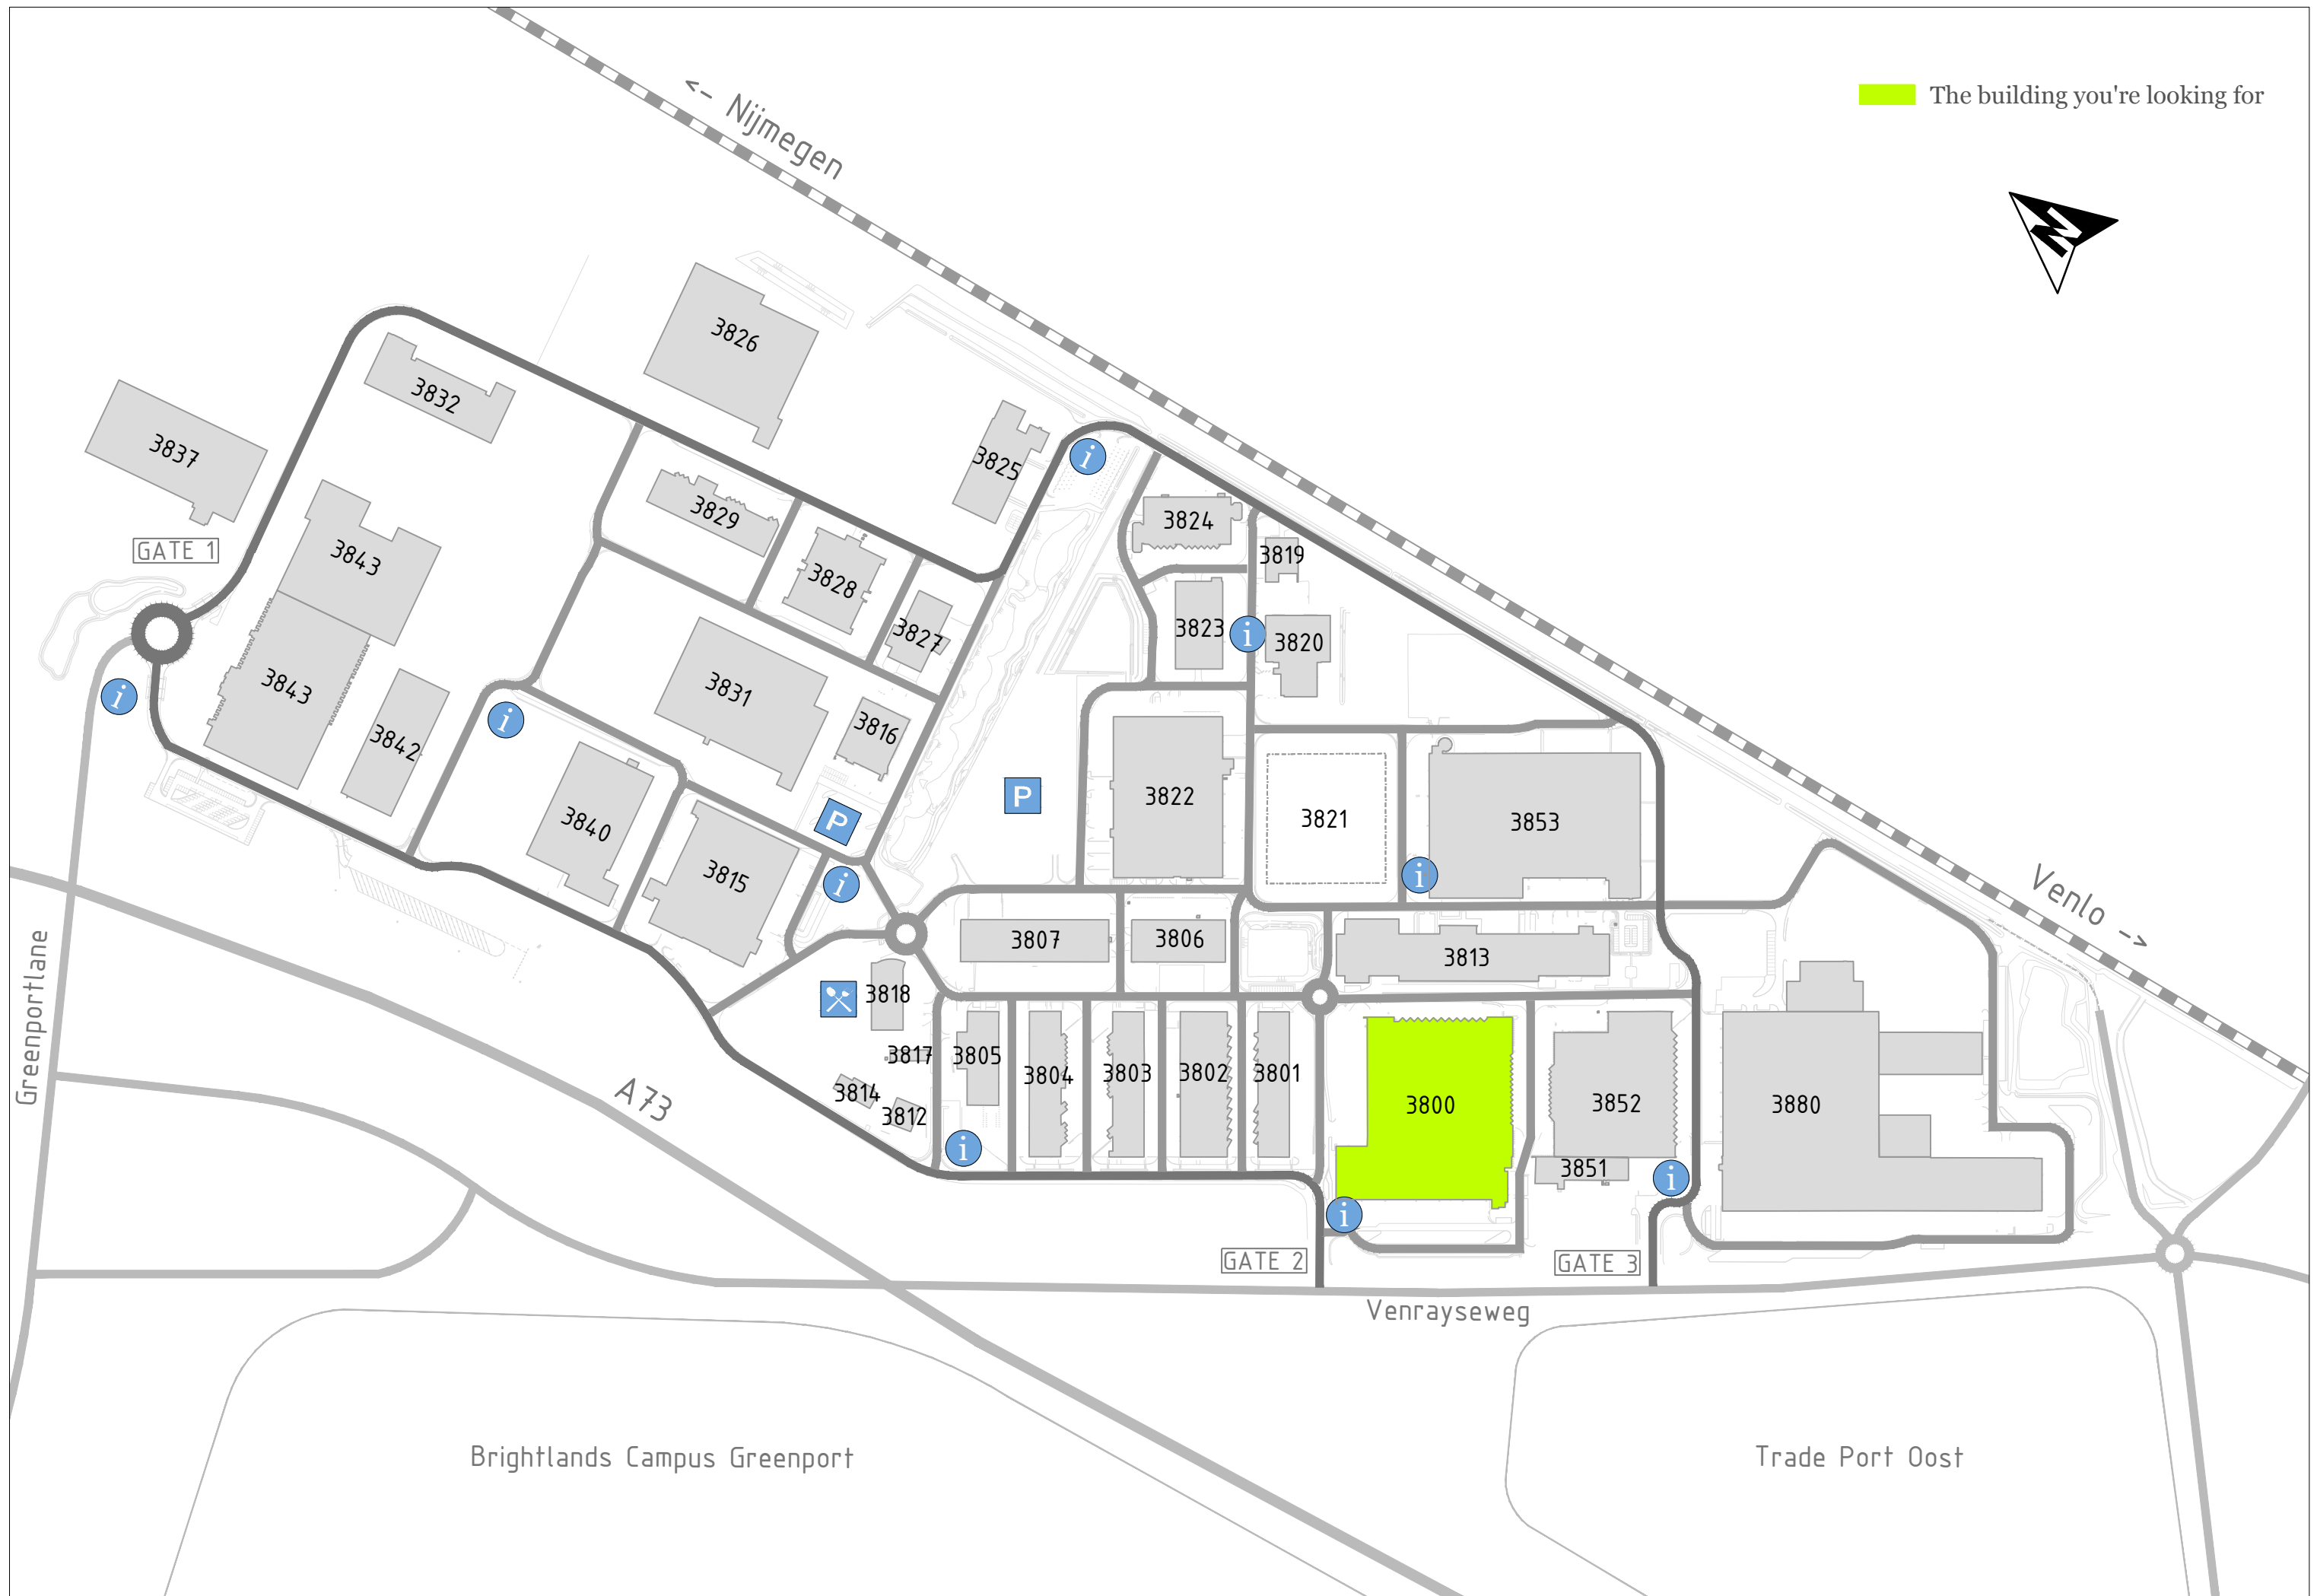 <- Nijmegen
The building you're looking for
N
3826
3832
3837
3825
3829
3824
GATE 1
3843
3819
3828
3827
3823
3820
i
i
i
i
3843
3831
3842
3816
3822
3821
3853
P
P
3840
3815
i
i
Venlo ->
Greenportlane
3807
3806
3813
3818
3817
3805
3804
3803
3802
3801
3800
3852
3880
3814
3812
A73
i
i
i
3851
GATE 2
GATE 3
Venrayseweg
Brightlands Campus Greenport
Trade Port Oost